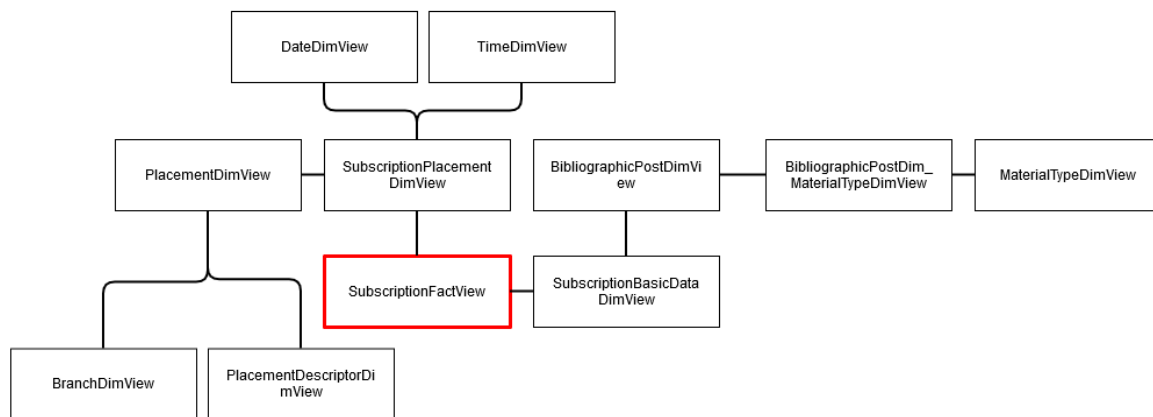 DateDimView
TimeDimView
PlacementDimView
SubscriptionPlacement
DimView
BibliographicPostDimVi
ew
BibliographicPostDim_
MaterialTypeDimView
MaterialTypeDimView
SubscriptionFactView
SubscriptionBasicData
DimView
BranchDimView
PlacementDescriptorDi
mView